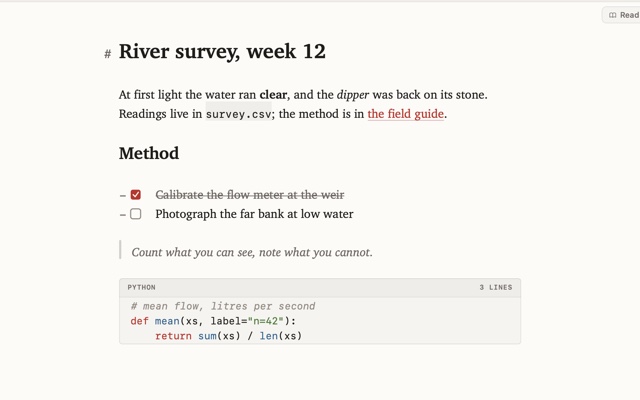 Read
# River survey, week 12
At first light the water ran clear, and the dipper was back on its stone.
Readings live in survey.csv; the method is in the field guide.
Method
– Calibrate the flow meter at the weir
– Photograph the far bank at low water
Count what you can see, note what you cannot.
PYTHON 3 LINES
# mean flow, litres per second
def mean(xs, label="n=42"):
    return sum(xs) / len(xs)